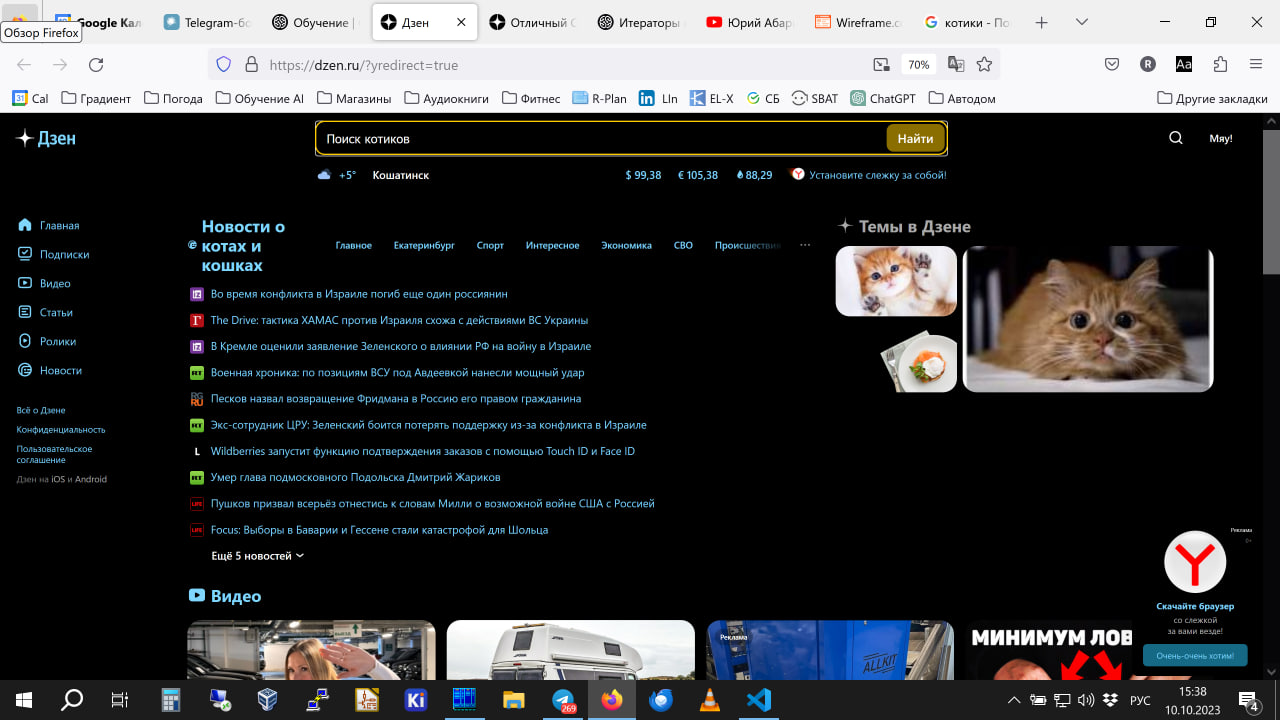 Google Кал
Telegram-бо
Обучение |
Дзен
Отличный С
Итераторы
Юрий Абар
Wireframe.c
котики - По
Обзор Firefox
https://dzen.ru/?yredirect=true
70%
Cal
Градиент
Погода
Обучение AI
Магазины
Аудиокниги
Фитнес
R-Plan
LIn
EL-X
СБ
SBAT
ChatGPT
Автодом
Другие закладки
Дзен
Поиск котиков
Найти
Мяу!
+5°
Кошатинск
$ 99,38
€ 105,38
88,29
Установите слежку за собой!
Главная
Подписки
Видео
Статьи
Ролики
Новости
Всё о Дзене
Конфиденциальность
Пользовательское
соглашение
Дзен на iOS и Android
Новости о
котах и
кошках
Главное
Екатеринбург
Спорт
Интересное
Экономика
СВО
Происшествия
Во время конфликта в Израиле погиб еще один россиянин
The Drive: тактика ХАМАС против Израиля схожа с действиями ВС Украины
В Кремле оценили заявление Зеленского о влиянии РФ на войну в Израиле
Военная хроника: по позициям ВСУ под Авдеевкой нанесли мощный удар
Песков назвал возвращение Фридмана в Россию его правом гражданина
Экс-сотрудник ЦРУ: Зеленский боится потерять поддержку из-за конфликта в Израиле
Wildberries запустит функцию подтверждения заказов с помощью Touch ID и Face ID
Умер глава подмосковного Подольска Дмитрий Жариков
Пушков призвал всерьёз отнестись к словам Милли о возможной войне США с Россией
Focus: Выборы в Баварии и Гессене стали катастрофой для Шольца
Ещё 5 новостей
Темы в Дзене
Реклама
0+
Скачайте браузер
со слежкой
за вами везде!
Очень-очень хотим!
Видео
ВЫЕЗД
Реклама
ALLKIT
МИНИМУМ ЛОВ
269
РУС
15:38
10.10.2023
4